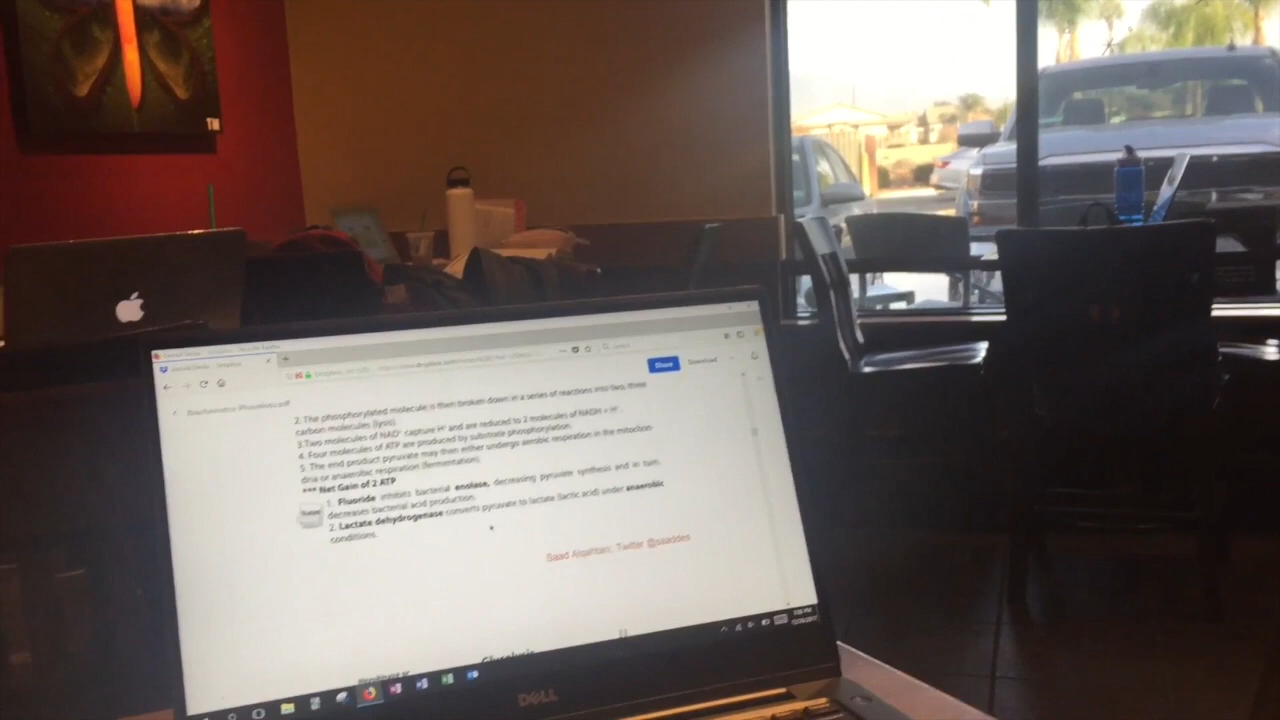 Share
Download
2. The phosphorylated molecule is then broken down in a series of reactions into two, three
carbon molecules (lysis).
3.Two molecules of NAD⁺ capture H⁺ and are reduced to 2 molecules of NADH + H⁺.
4. Four molecules of ATP are produced by substrate phosphorylation.
5. The end product pyruvate may then either undergo aerobic respiration in the mitochon-
dria or anaerobic respiration (fermentation).
*** Net Gain of 2 ATP
1. Fluoride inhibits bacterial enolase, decreasing pyruvate synthesis and in turn,
decreases bacterial acid production.
2. Lactate dehydrogenase converts pyruvate to lactate (lactic acid) under anaerobic
conditions.
Saad Alqahtani: Twitter @saaddes
Glycolysis
DELL